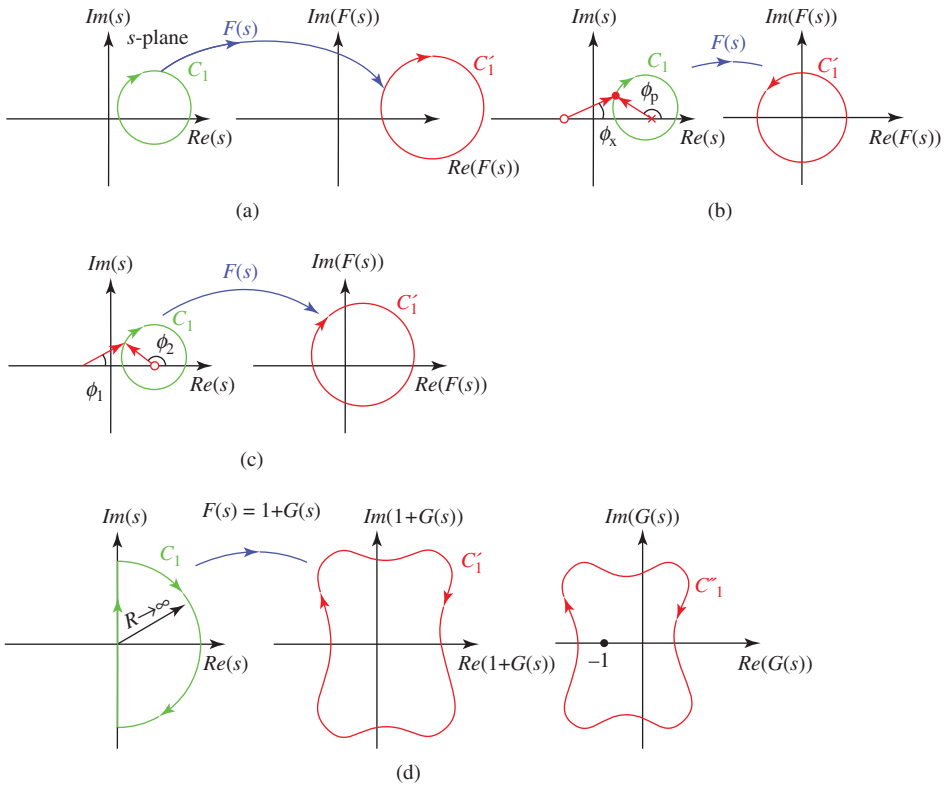 Im(s)
s-plane
F(s)
C₁
Re(s)
Im(F(s))
C₁′
Re(F(s))
(a)
Im(s)
C₁
F(s)
ϕp
ϕx
Re(s)
Im(F(s))
C₁′
Re(F(s))
(b)
Im(s)
F(s)
C₁
ϕ₂
ϕ₁
Re(s)
Im(F(s))
C₁′
Re(F(s))
(c)
Im(s)
F(s) = 1+G(s)
C₁
R→∞
Re(s)
Im(1+G(s))
C₁′
Re(1+G(s))
Im(G(s))
C″₁
−1
Re(G(s))
(d)